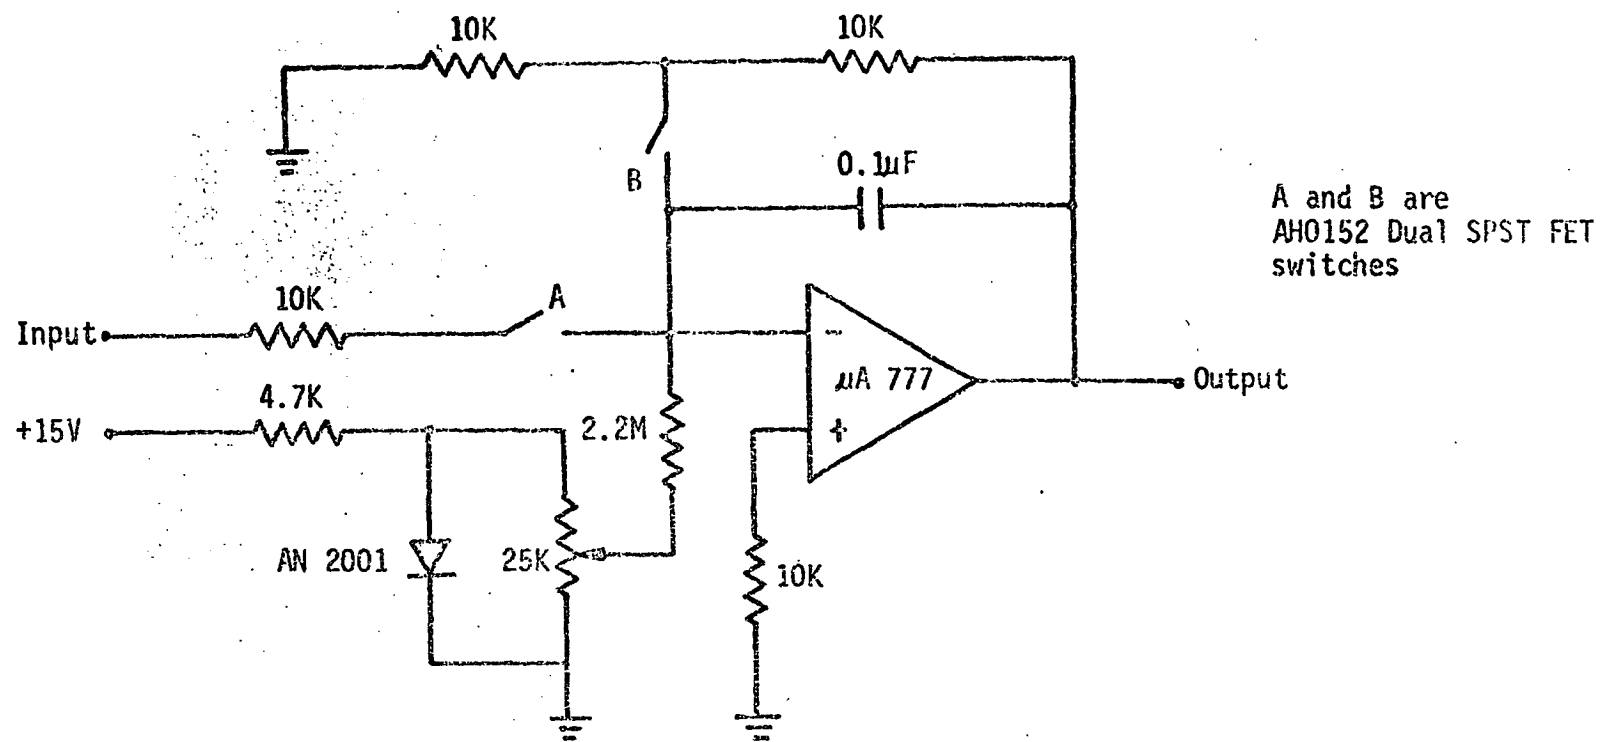 10K
10K
B
0.1µF
A and B are
AH0152 Dual SPST FET
switches
10K
A
Input
-
µA 777
Output
4.7K
+15V
2.2M
+
AN 2001
25K
10K